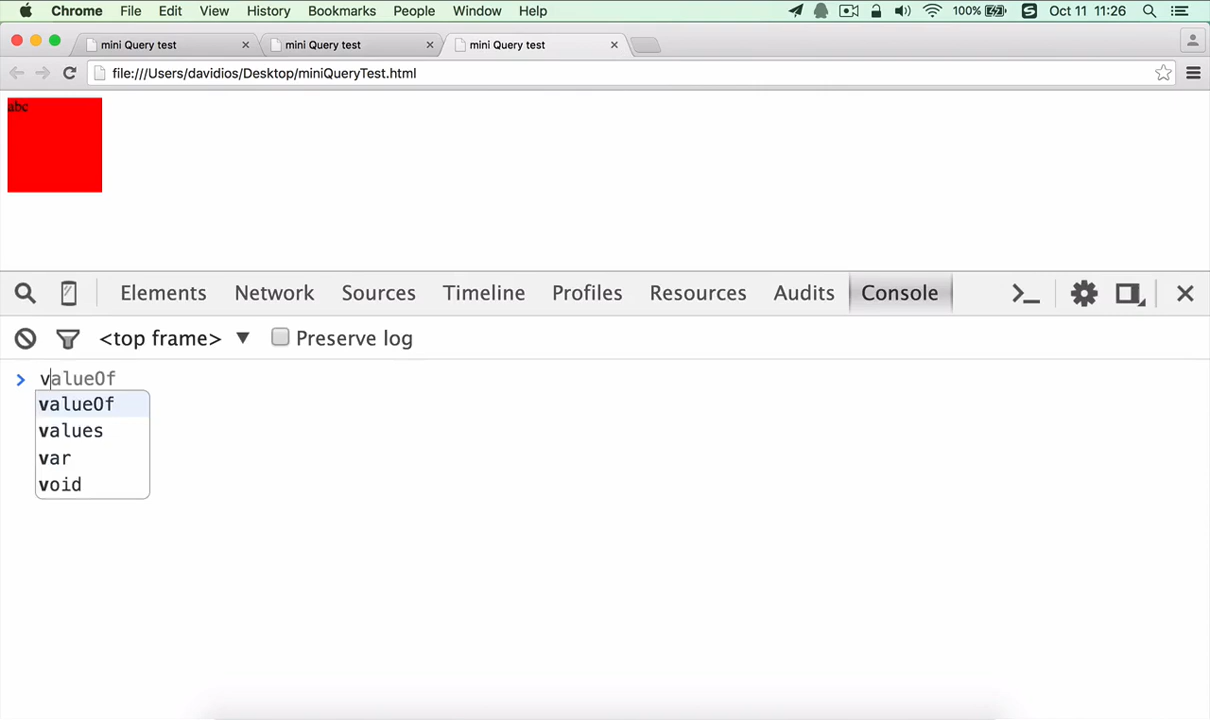 Chrome File Edit View History Bookmarks People Window Help 100% Oct 11 11:26
mini Query test mini Query test mini Query test
file:///Users/davidios/Desktop/miniQueryTest.html
abc
Elements Network Sources Timeline Profiles Resources Audits Console
<top frame> ▼ Preserve log
> valueOf
valueOf
values
var
void